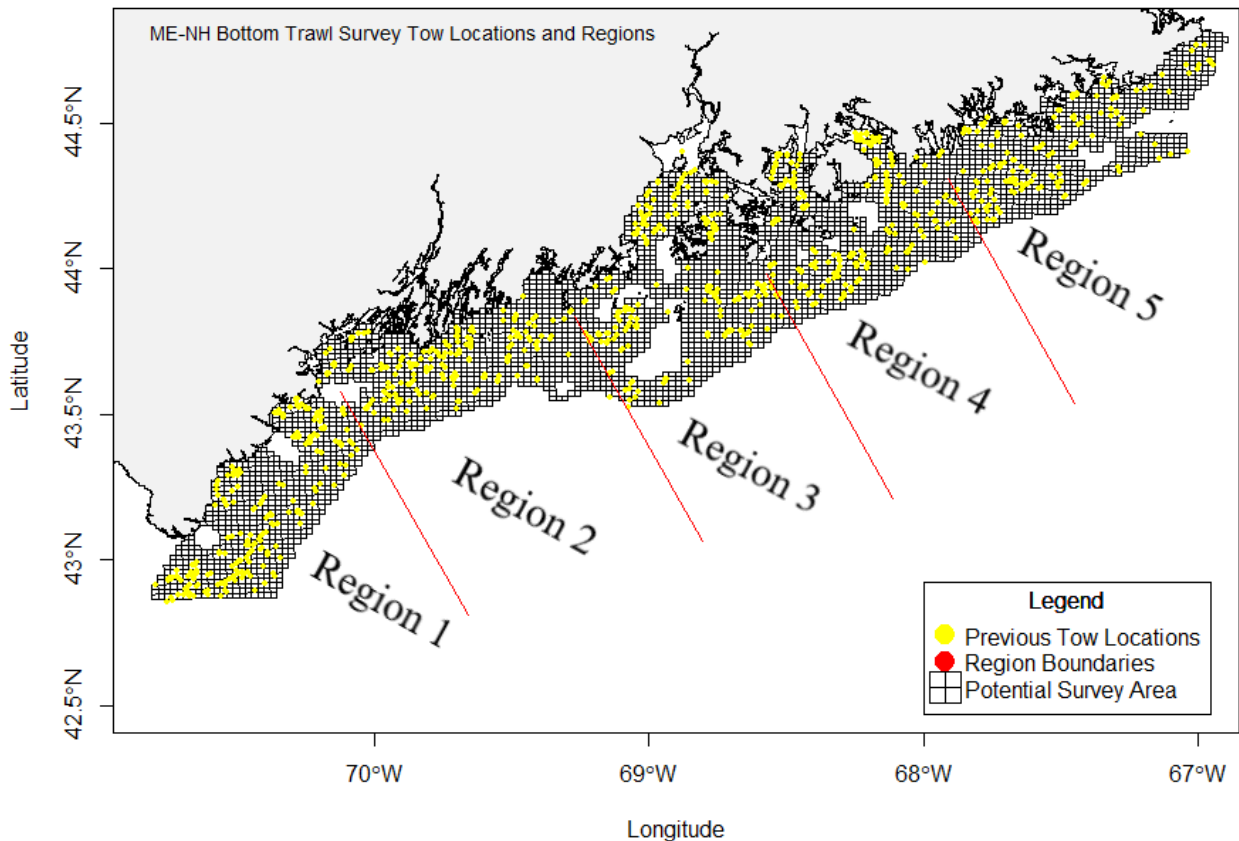 ME-NH Bottom Trawl Survey Tow Locations and Regions
44.5°N
44°N
43.5°N
43°N
42.5°N
Latitude
Region 5
Region 4
Region 3
Region 2
Region 1
Legend
Previous Tow Locations
Region Boundaries
Potential Survey Area
70°W
69°W
68°W
67°W
Longitude